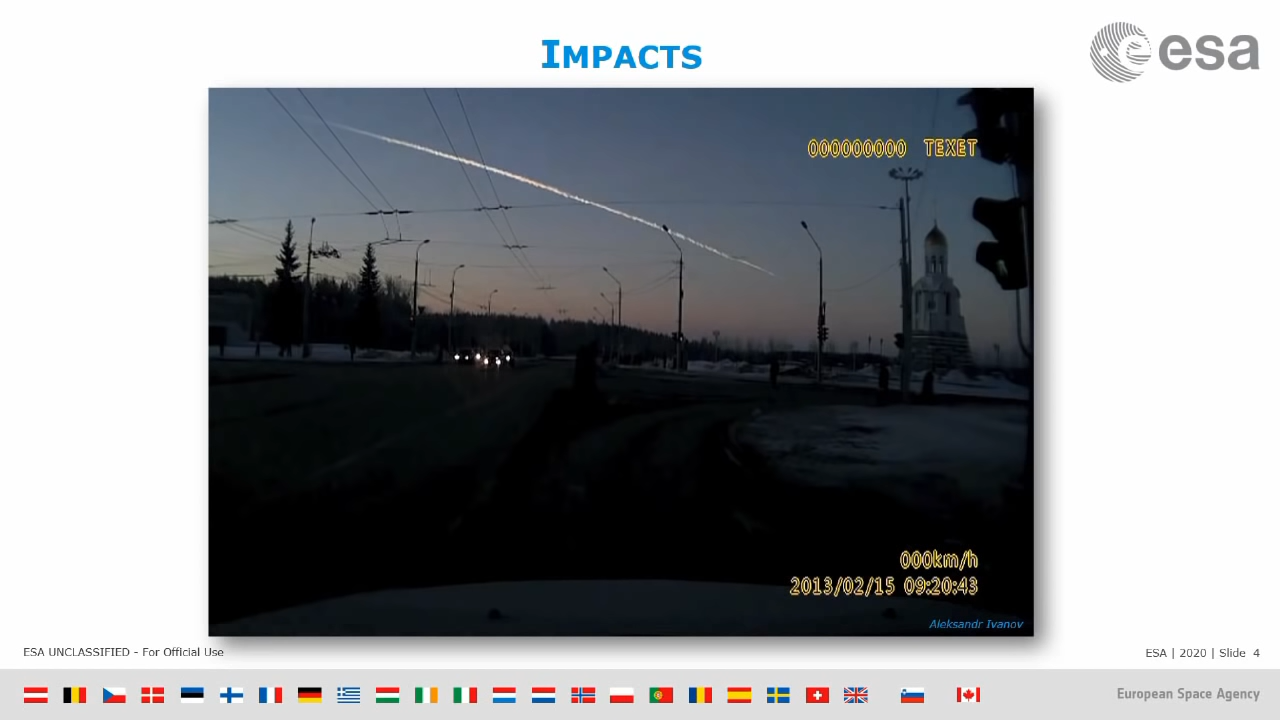 IMPACTS
esa
000000000 TEXET
000km/h
2013/02/15 09:20:43
Aleksandr Ivanov
ESA UNCLASSIFIED - For Official Use
ESA | 2020 | Slide 4
European Space Agency